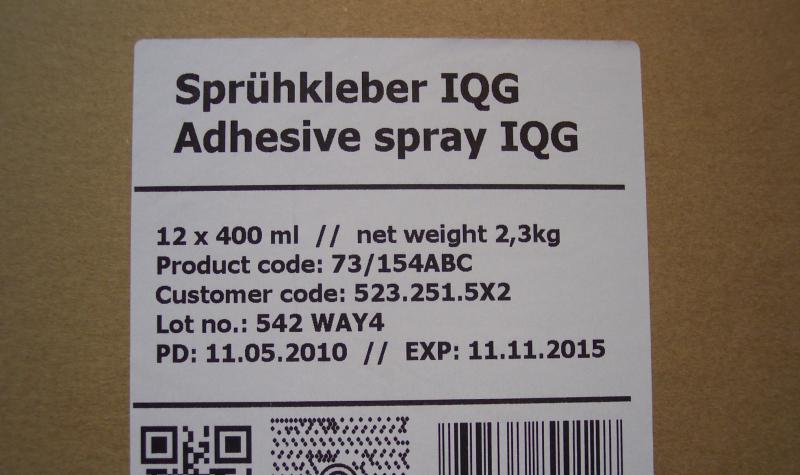 Sprühkleber IQG
Adhesive spray IQG
12 x 400 ml // net weight 2,3kg
Product code: 73/154ABC
Customer code: 523.251.5X2
Lot no.: 542 WAY4
PD: 11.05.2010 // EXP: 11.11.2015